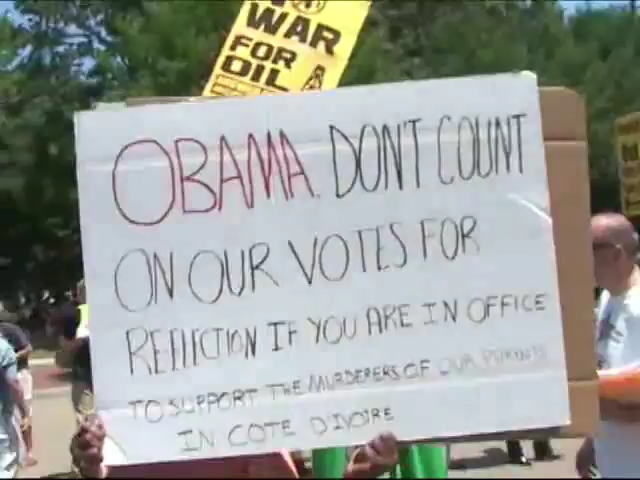 WAR
FOR
OIL
OBAMA. DON'T COUNT
ON OUR VOTES FOR
REELECTION IF YOU ARE IN OFFICE
TO SUPPORT THE MURDERERS OF OUR PARENTS
IN COTE D'IVOIRE